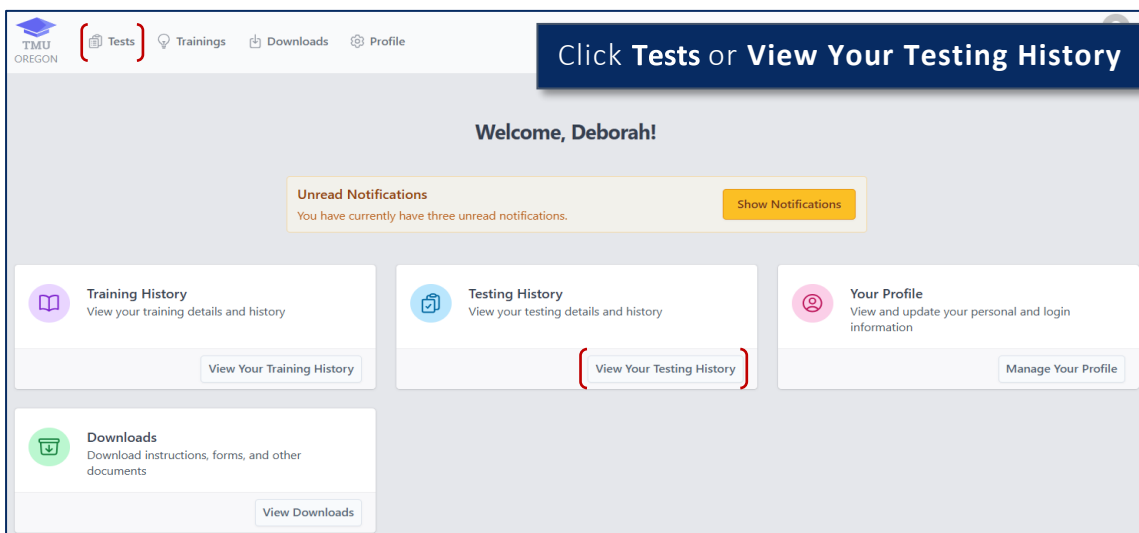 TMU
OREGON
Tests
Trainings
Downloads
Profile
Click Tests or View Your Testing History
Welcome, Deborah!
Unread Notifications
You have currently have three unread notifications.
Show Notifications
Training History
View your training details and history
View Your Training History
Testing History
View your testing details and history
View Your Testing History
Your Profile
View and update your personal and login
information
Manage Your Profile
Downloads
Download instructions, forms, and other
documents
View Downloads